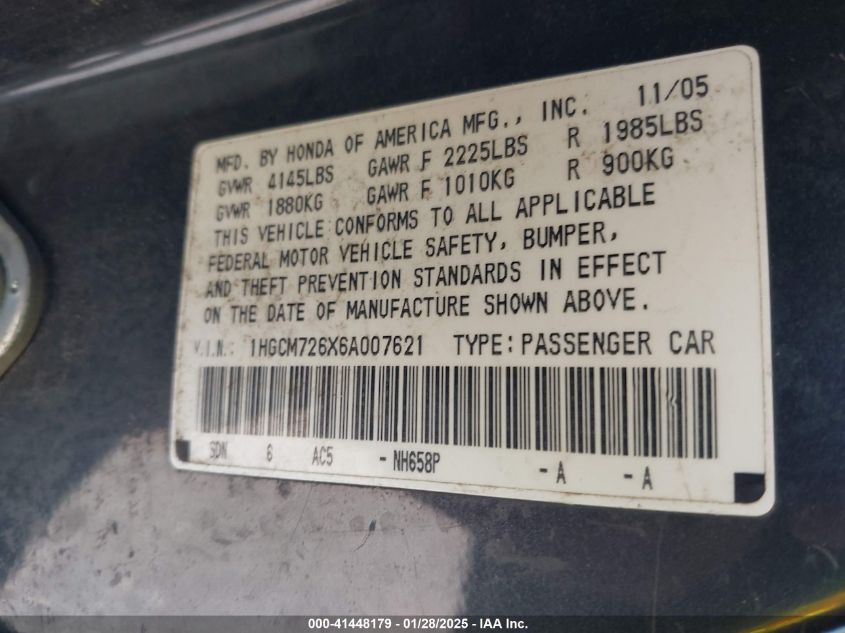 MFD. BY HONDA OF AMERICA MFG., INC. 11/05
GVWR 4145LBS GAWR F 2225LBS R 1985LBS
GVWR 1880KG GAWR F 1010KG R 900KG
THIS VEHICLE CONFORMS TO ALL APPLICABLE
FEDERAL MOTOR VEHICLE SAFETY, BUMPER,
AND THEFT PREVENTION STANDARDS IN EFFECT
ON THE DATE OF MANUFACTURE SHOWN ABOVE.
V.I.N.: 1HGCM726X6A007621 TYPE: PASSENGER CAR
SDN 6 AC5 - NH658P - A - A
000-41448179 - 01/28/2025 - IAA Inc.